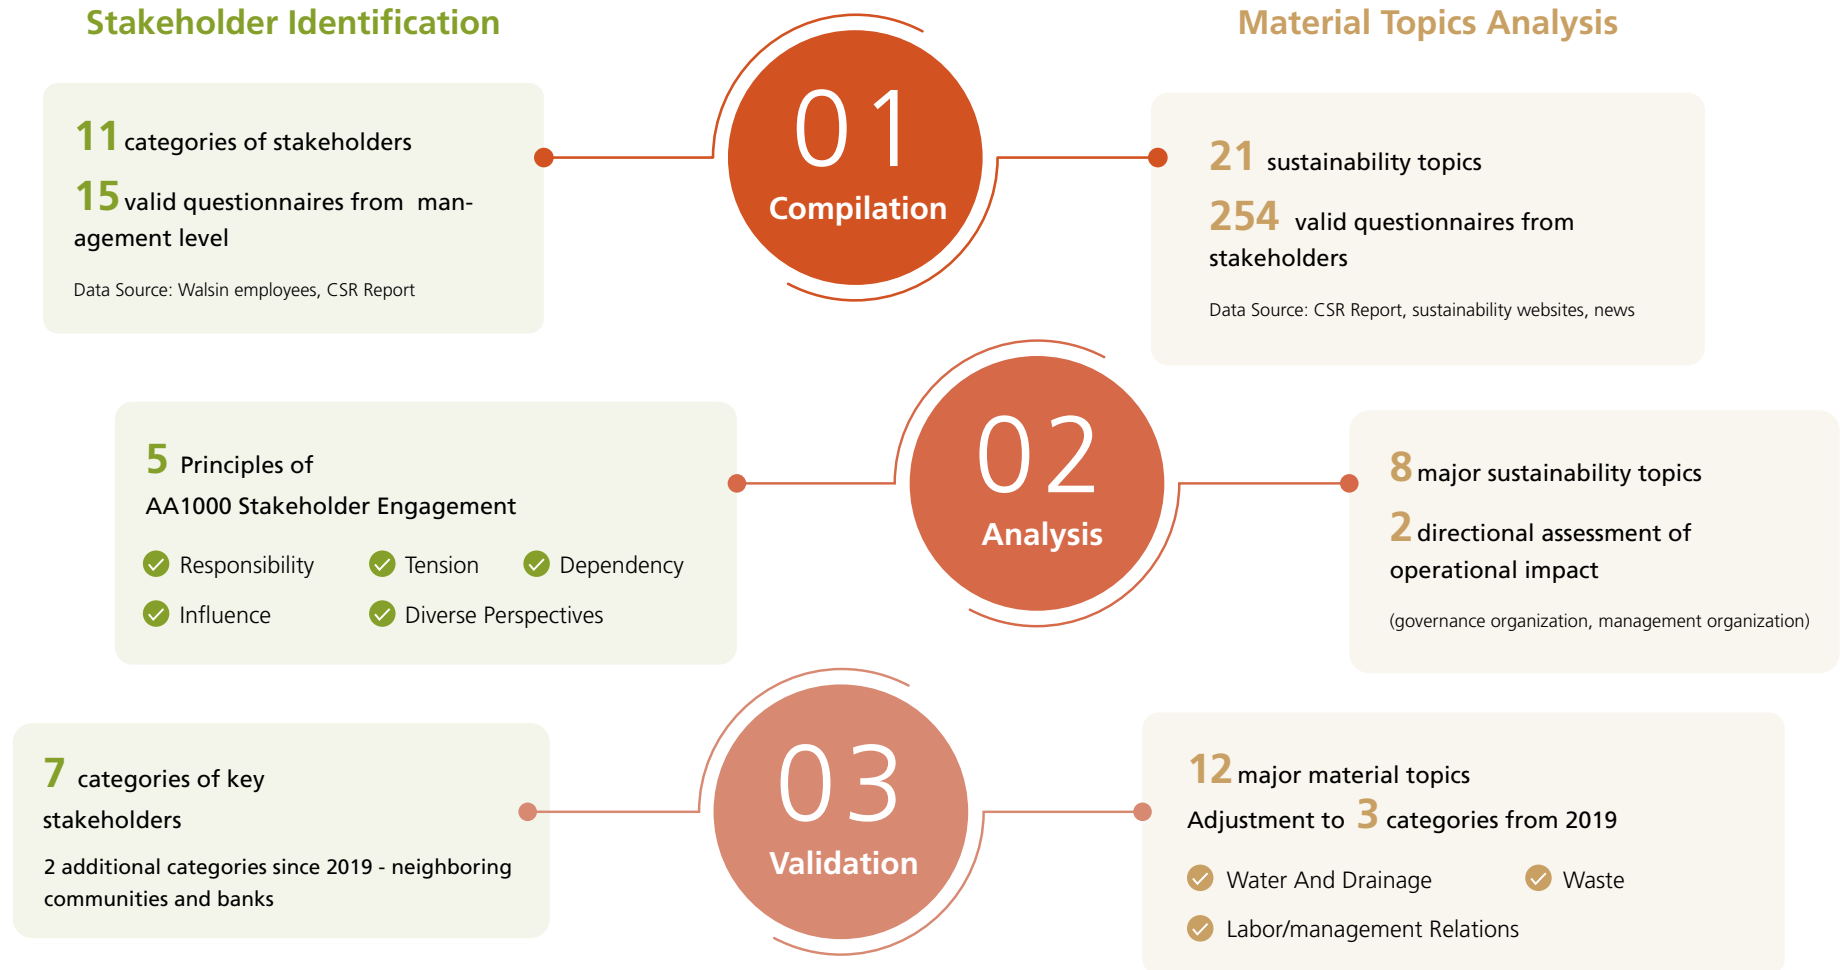 Stakeholder Identification
Material Topics Analysis
11 categories of stakeholders
15 valid questionnaires from man-
agement level
Data Source: Walsin employees, CSR Report
01
Compilation
21 sustainability topics
254 valid questionnaires from
stakeholders
Data Source: CSR Report, sustainability websites, news
5 Principles of
AA1000 Stakeholder Engagement
Responsibility
Tension
Dependency
Influence
Diverse Perspectives
02
Analysis
8 major sustainability topics
2 directional assessment of
operational impact
(governance organization, management organization)
7 categories of key
stakeholders
2 additional categories since 2019 - neighboring
communities and banks
03
Validation
12 major material topics
Adjustment to 3 categories from 2019
Water And Drainage
Waste
Labor/management Relations